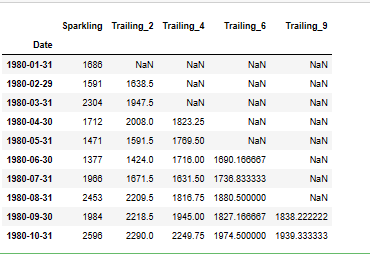 Sparkling Trailing_2 Trailing_4 Trailing_6 Trailing_9
Date
1980-01-31 1686 NaN NaN NaN NaN
1980-02-29 1591 1638.5 NaN NaN NaN
1980-03-31 2304 1947.5 NaN NaN NaN
1980-04-30 1712 2008.0 1823.25 NaN NaN
1980-05-31 1471 1591.5 1769.50 NaN NaN
1980-06-30 1377 1424.0 1716.00 1690.166667 NaN
1980-07-31 1966 1671.5 1631.50 1736.833333 NaN
1980-08-31 2453 2209.5 1816.75 1880.500000 NaN
1980-09-30 1984 2218.5 1945.00 1827.166667 1838.222222
1980-10-31 2596 2290.0 2249.75 1974.500000 1939.333333